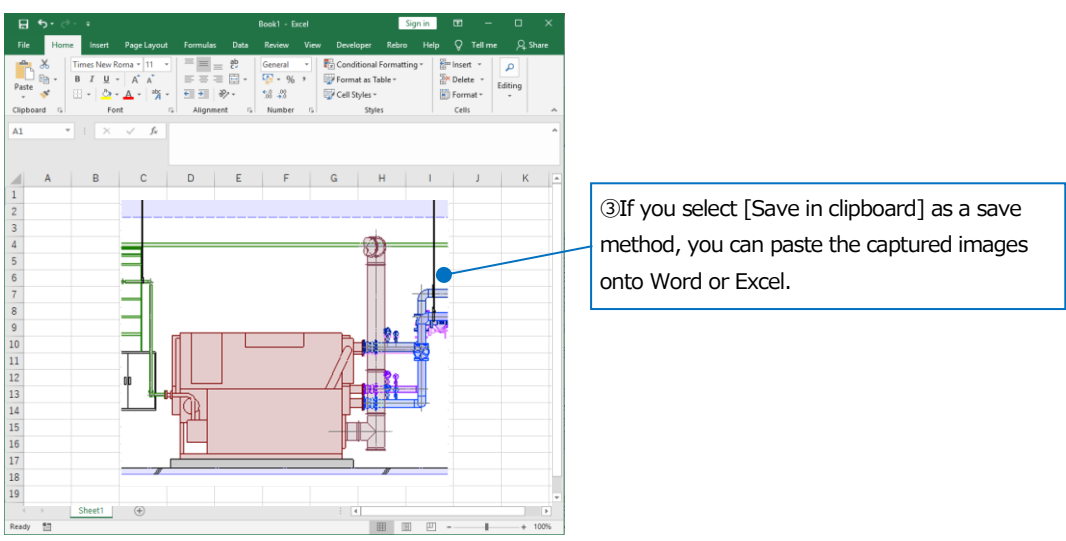 Book1 - Excel
Sign in
File Home Insert Page Layout Formulas Data Review View Developer Rebro Help Tell me Share
Paste
Times New Roma 11
B I U A A
A
General
% ,
Conditional Formatting
Format as Table
Cell Styles
Insert
Delete
Format
Editing
Clipboard Font Alignment Number Styles Cells
A1 fx
A B C D E F G H I J K
1
2
3
4
5
6
7
8
9
10
11
12
13
14
15
16
17
18
19
Sheet1
Ready 100%
③If you select [Save in clipboard] as a save
method, you can paste the captured images
onto Word or Excel.